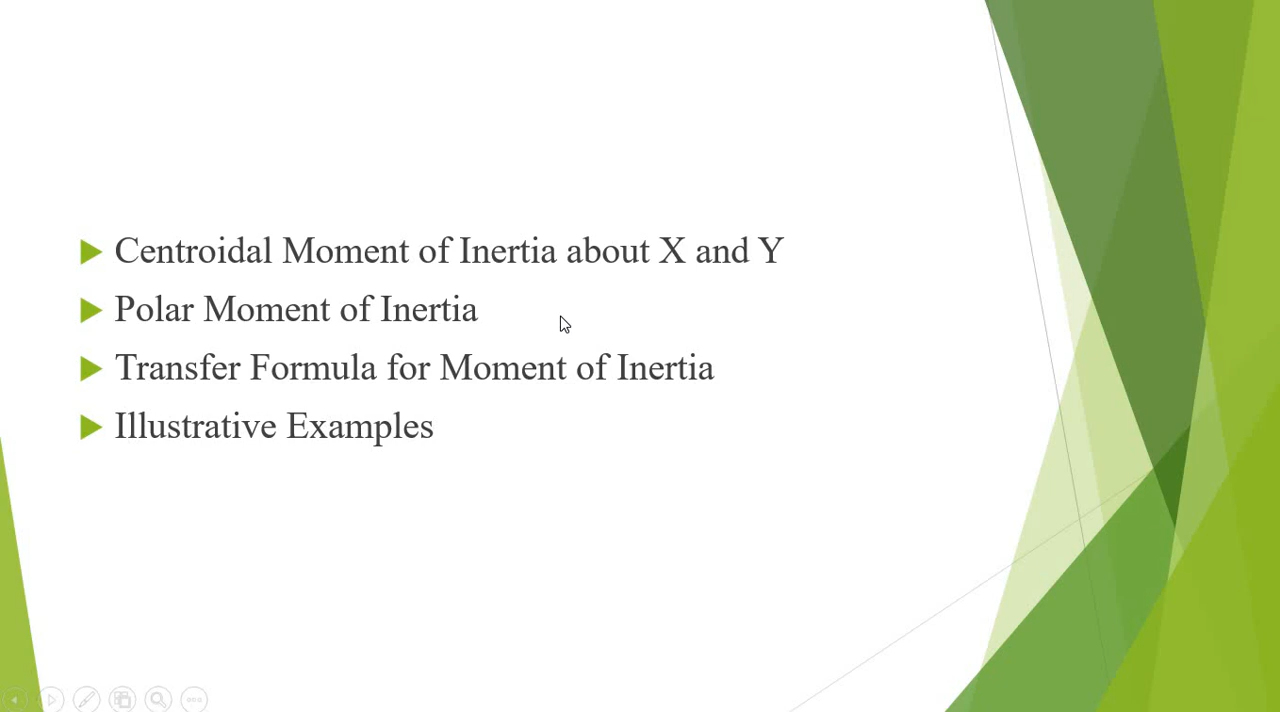 Centroidal Moment of Inertia about X and Y
Polar Moment of Inertia
Transfer Formula for Moment of Inertia
Illustrative Examples